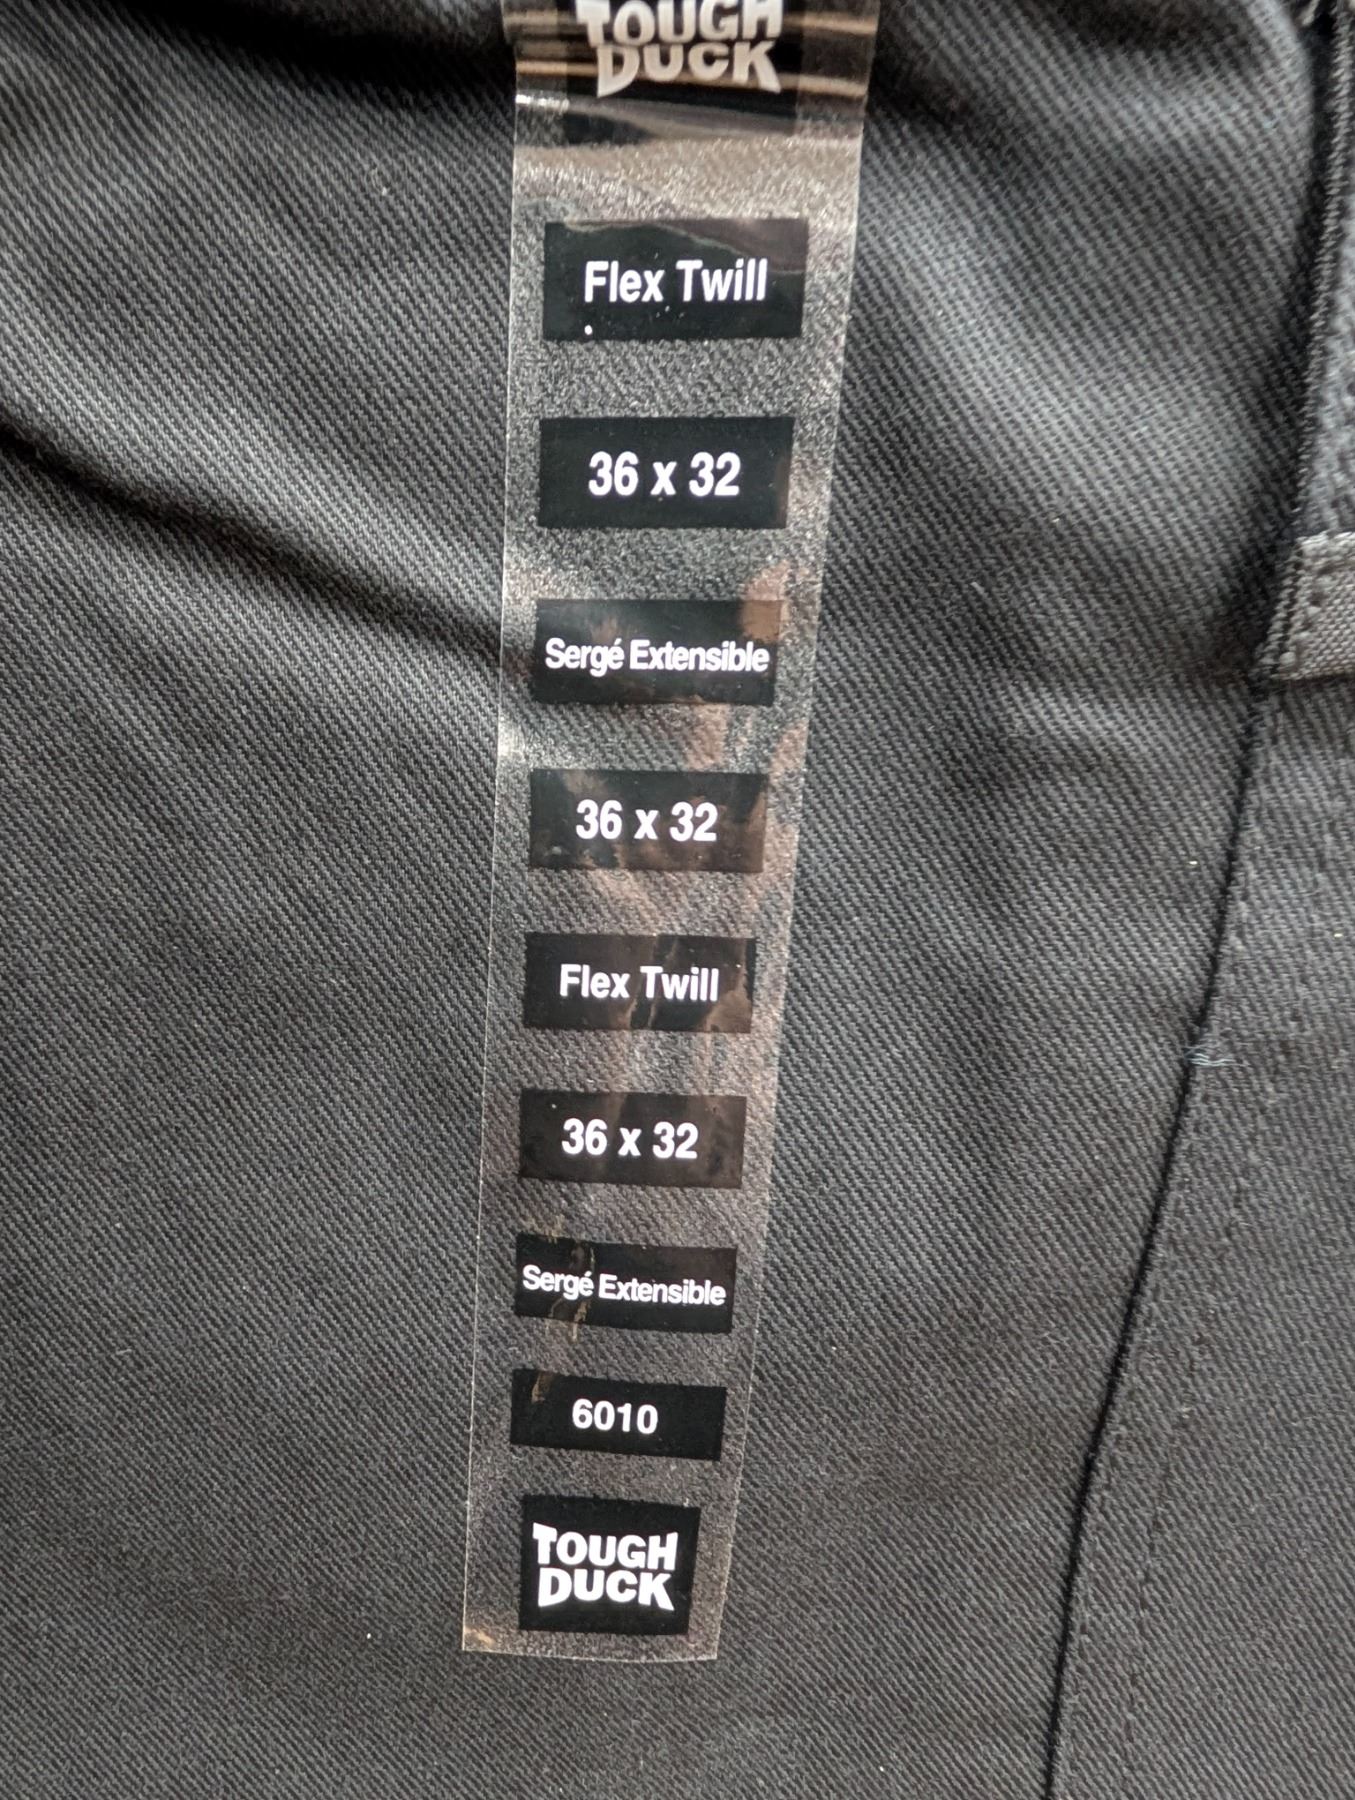 TOUGH
DUCK
Flex Twill
36 x 32
Sergé Extensible
36 x 32
Flex Twill
36 x 32
Sergé Extensible
6010
TOUGH
DUCK